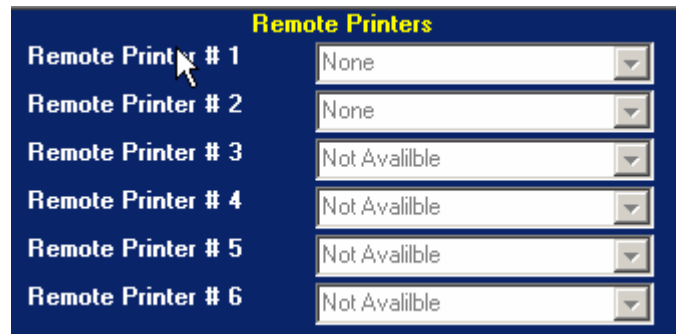 Remote Printers
Remote Printer # 1 None
Remote Printer # 2 None
Remote Printer # 3 Not Avalilble
Remote Printer # 4 Not Avalilble
Remote Printer # 5 Not Avalilble
Remote Printer # 6 Not Avalilble